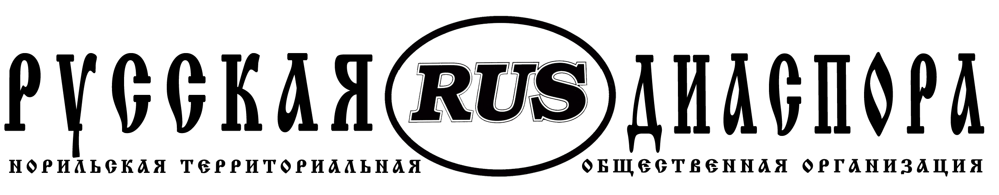 РУССКАЯ RUS ДИАСПОРА
НОРИЛЬСКАЯ ТЕРРИТОРИАЛЬНАЯ ОБЩЕСТВЕННАЯ ОРГАНИЗАЦИЯ